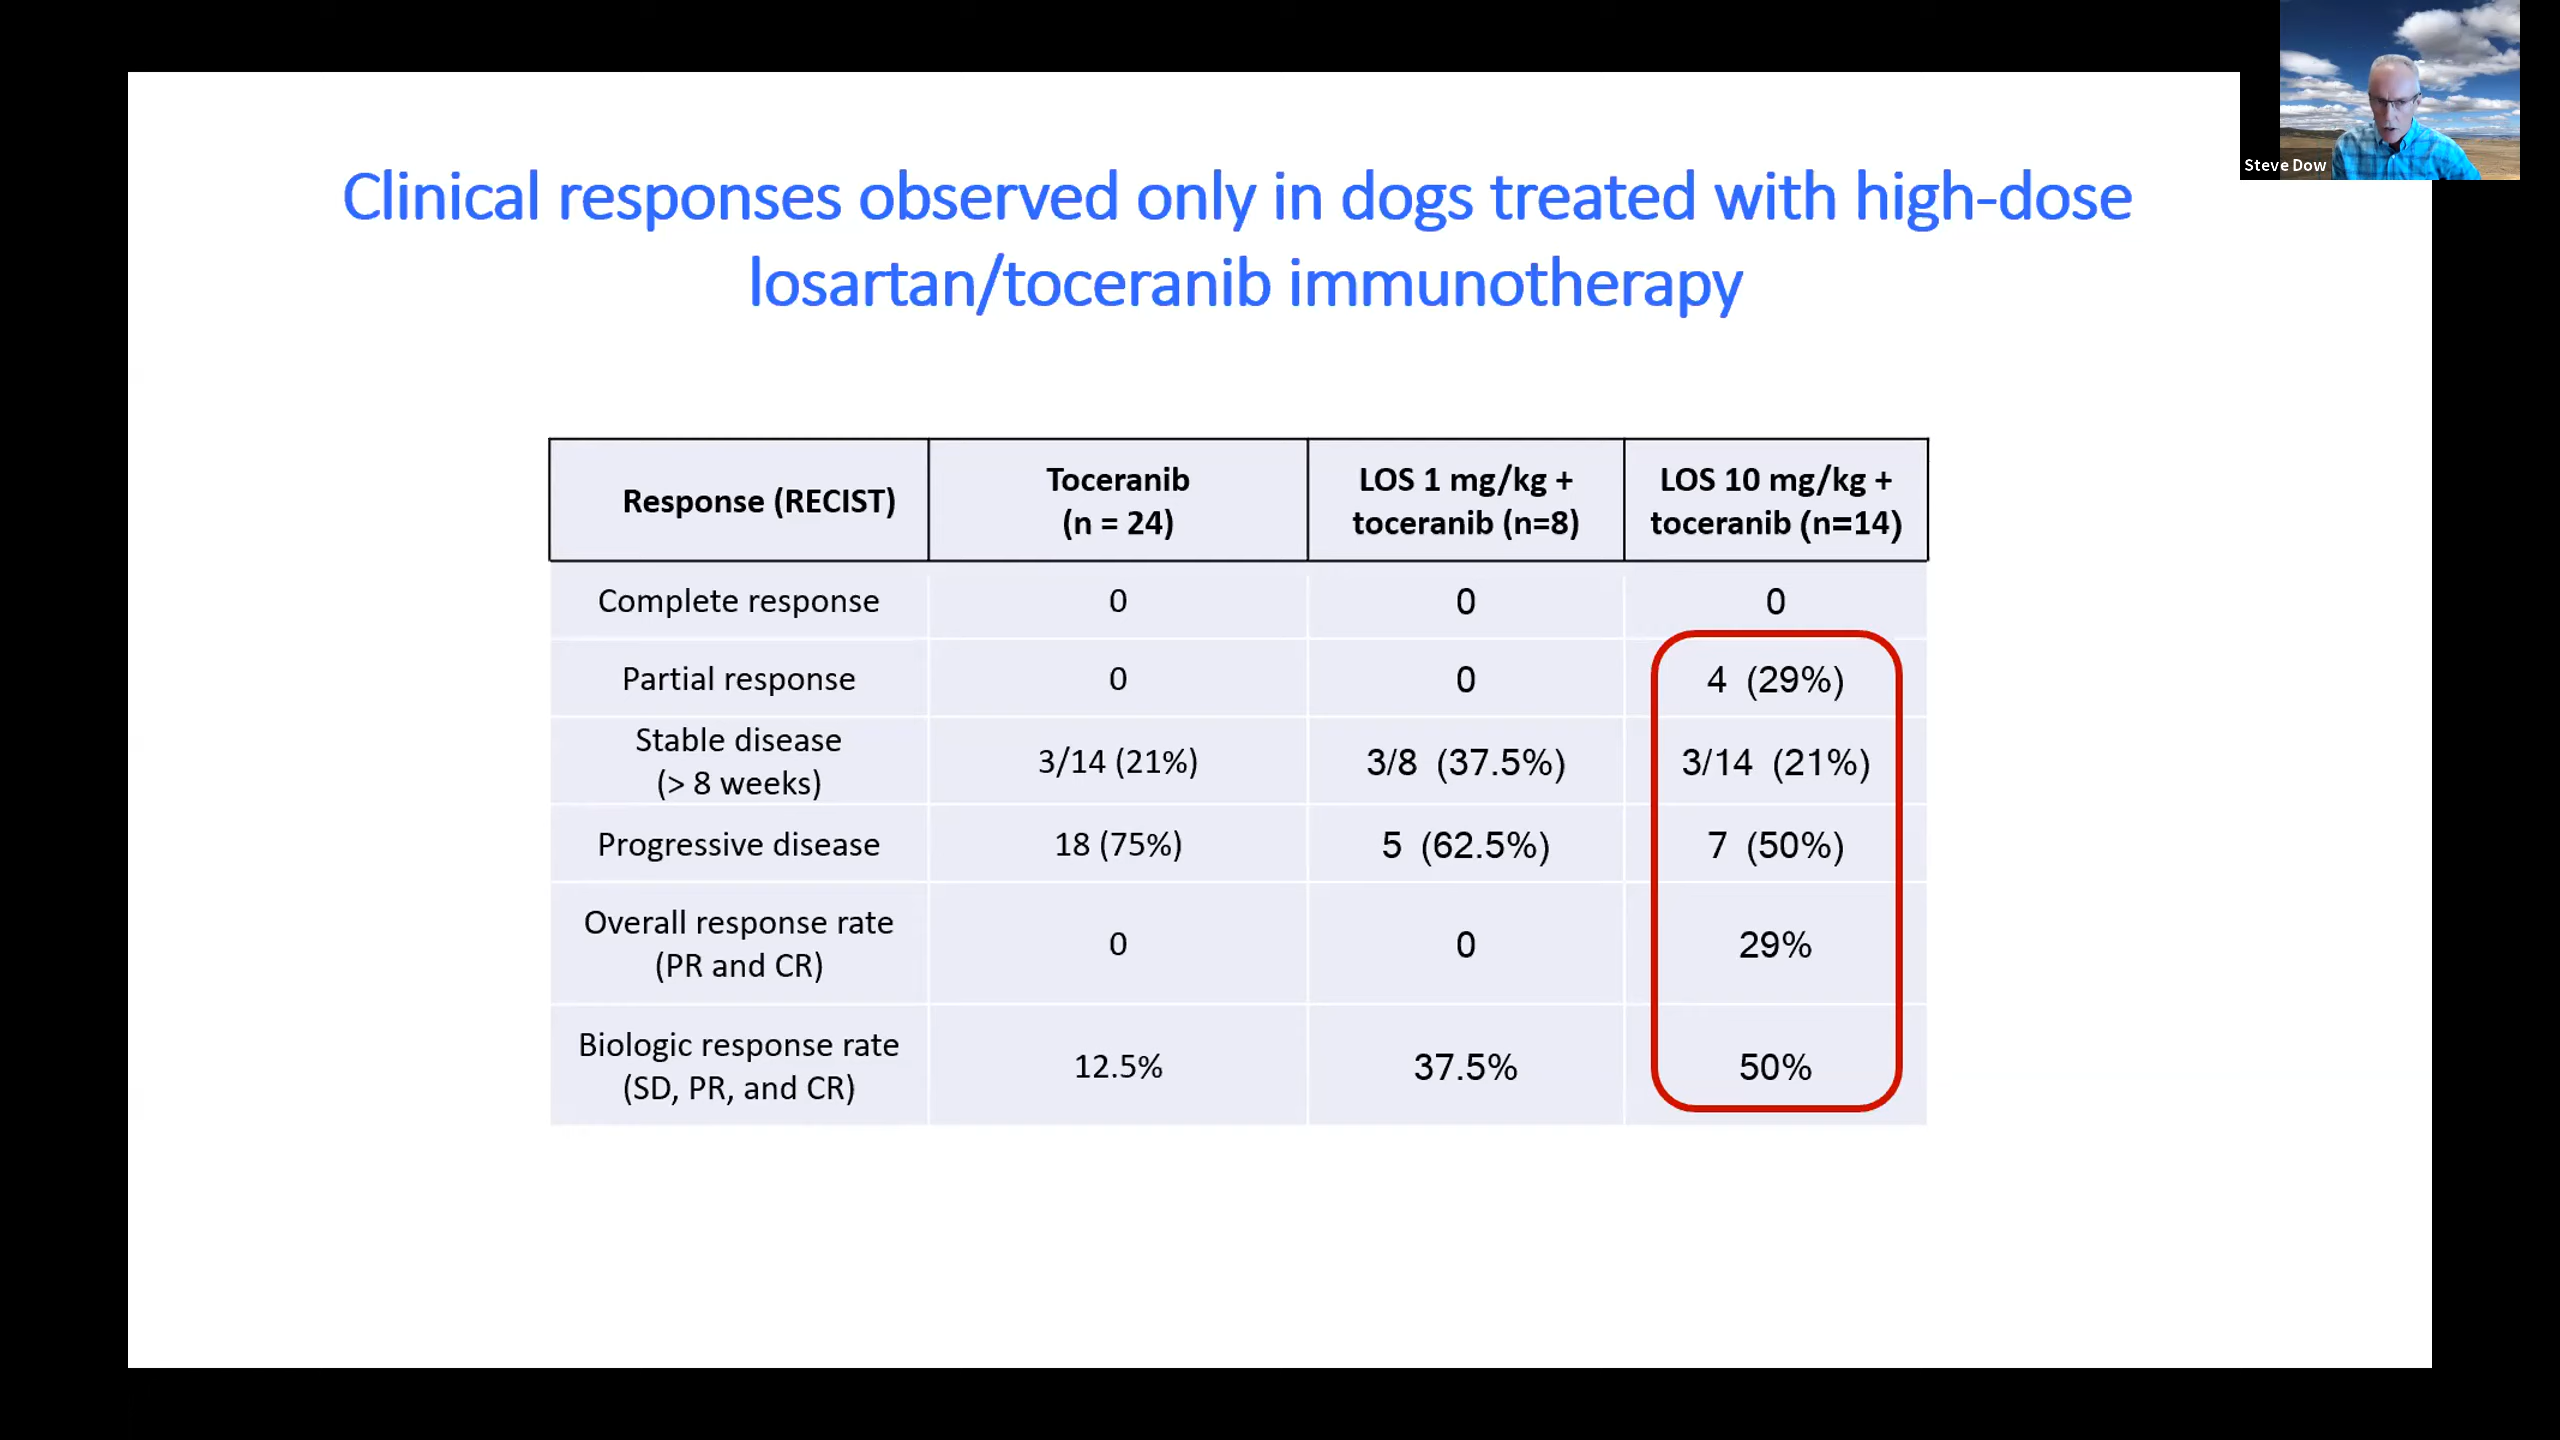 Steve Dow
Clinical responses observed only in dogs treated with high-dose
losartan/toceranib immunotherapy
Response (RECIST)
Toceranib
(n = 24)
LOS 1 mg/kg +
toceranib (n=8)
LOS 10 mg/kg +
toceranib (n=14)
Complete response
0
0
0
Partial response
0
0
4 (29%)
Stable disease
(> 8 weeks)
3/14 (21%)
3/8 (37.5%)
3/14 (21%)
Progressive disease
18 (75%)
5 (62.5%)
7 (50%)
Overall response rate
(PR and CR)
0
0
29%
Biologic response rate
(SD, PR, and CR)
12.5%
37.5%
50%